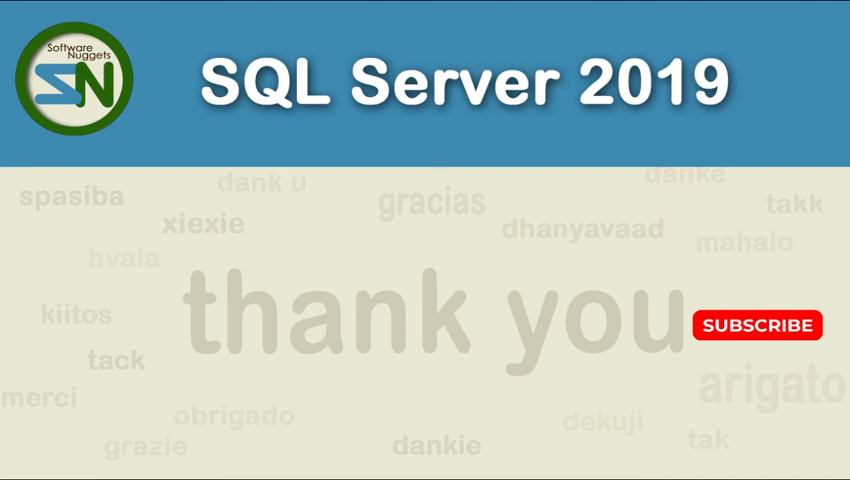 Software
Nuggets
SN
SQL Server 2019
danke
dank u
spasiba
gracias
takk
xiexie
dhanyavaad
mahalo
hvala
thank you
kiitos
SUBSCRIBE
tack
arigato
merci
obrigado
dekuji
tak
grazie
dankie